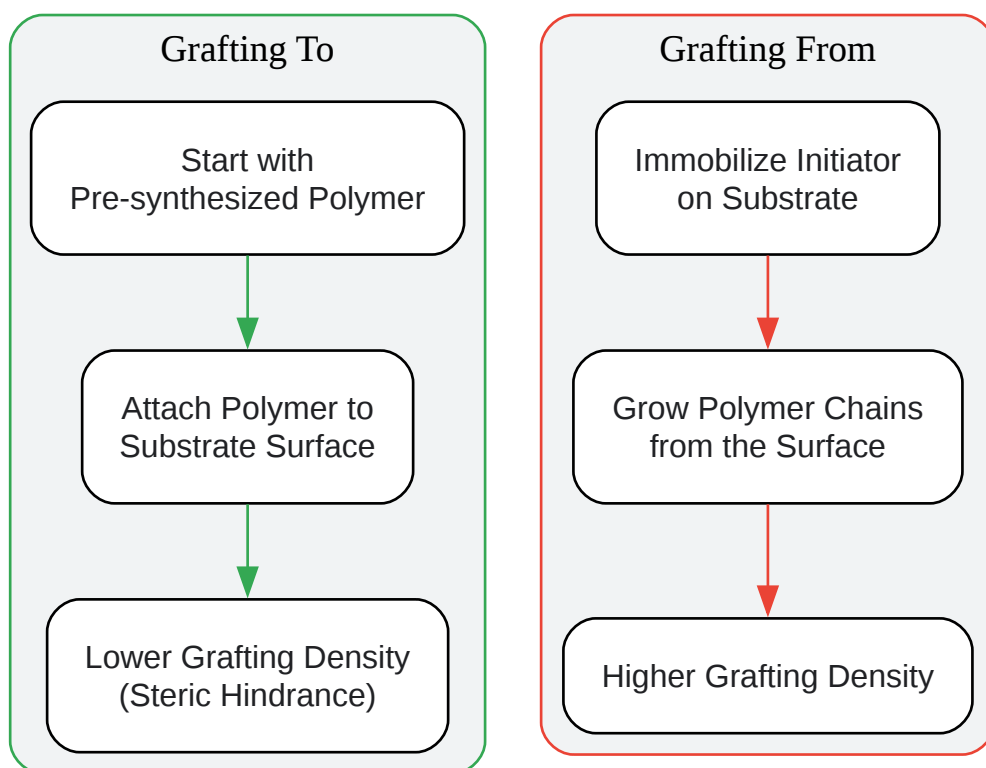 Grafting To
Start with
Pre-synthesized Polymer
Attach Polymer to
Substrate Surface
Lower Grafting Density
(Steric Hindrance)
Grafting From
Immobilize Initiator
on Substrate
Grow Polymer Chains
from the Surface
Higher Grafting Density